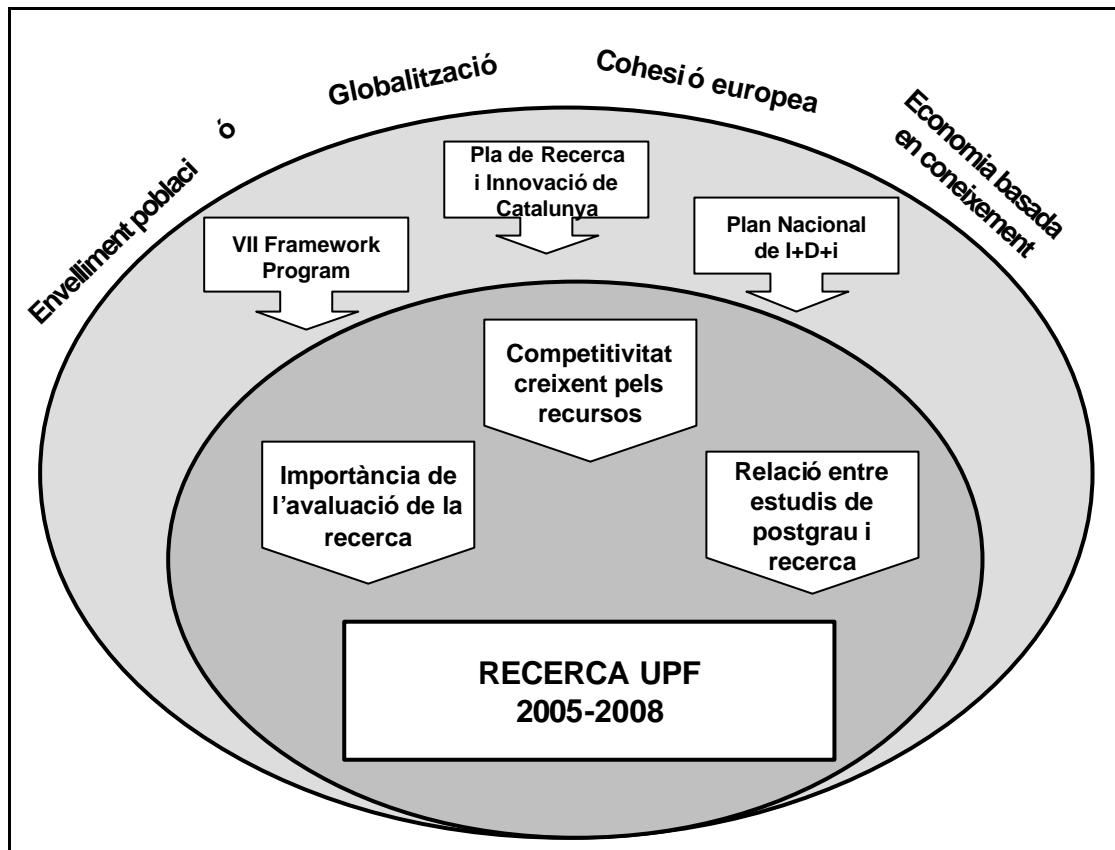 Envelliment població
Globalització
Cohesió europea
Economia basada
en coneixement
Pla de Recerca
i Innovació de
Catalunya
VII Framework
Program
Plan Nacional
de I+D+i
Competitivitat
creixent pels
recursos
Importància de
l’avaluació de la
recerca
Relació entre
estudis de
postgrau i
recerca
RECERCA UPF
2005-2008